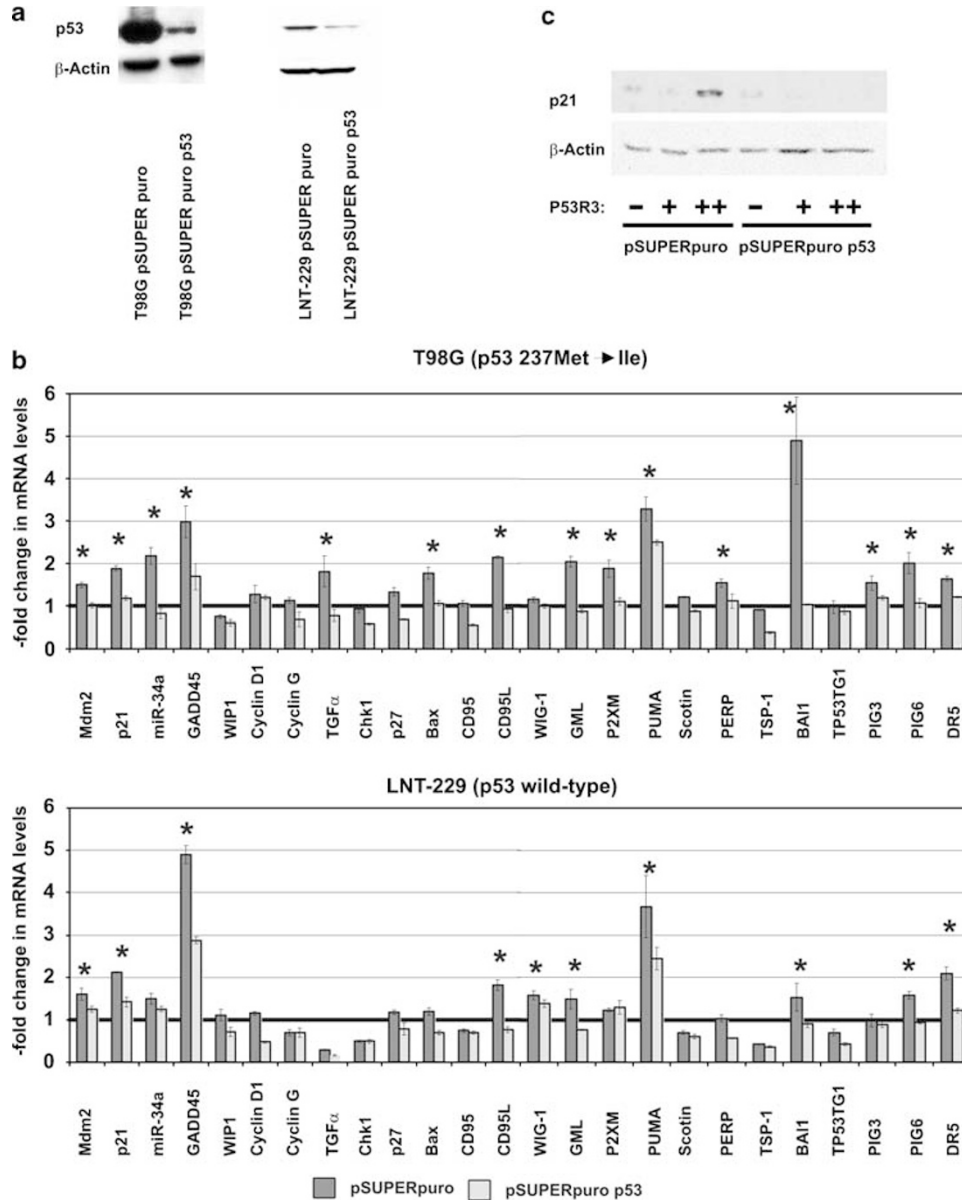 a
p53
β-Actin
T98G pSUPER puro
T98G pSUPER puro p53
LNT-229 pSUPER puro
LNT-229 pSUPER puro p53
c
p21
β-Actin
P53R3: − + ++ − + ++
pSUPERpuro pSUPERpuro p53
b
T98G (p53 237Met ► Ile)
-fold change in mRNA levels
6
5
4
3
2
1
0
* * * * * * * * * * * * * * * *
Mdm2 p21 miR-34a GADD45 WIP1 Cyclin D1 Cyclin G TGFα Chk1 p27 Bax CD95 CD95L WIG-1 GML P2XM PUMA Scotin PERP TSP-1 BAI1 TP53TG1 PIG3 PIG6 DR5
LNT-229 (p53 wild-type)
-fold change in mRNA levels
6
5
4
3
2
1
0
* * * * * * * * * *
Mdm2 p21 miR-34a GADD45 WIP1 Cyclin D1 Cyclin G TGFα Chk1 p27 Bax CD95 CD95L WIG-1 GML P2XM PUMA Scotin PERP TSP-1 BAI1 TP53TG1 PIG3 PIG6 DR5
pSUPERpuro pSUPERpuro p53